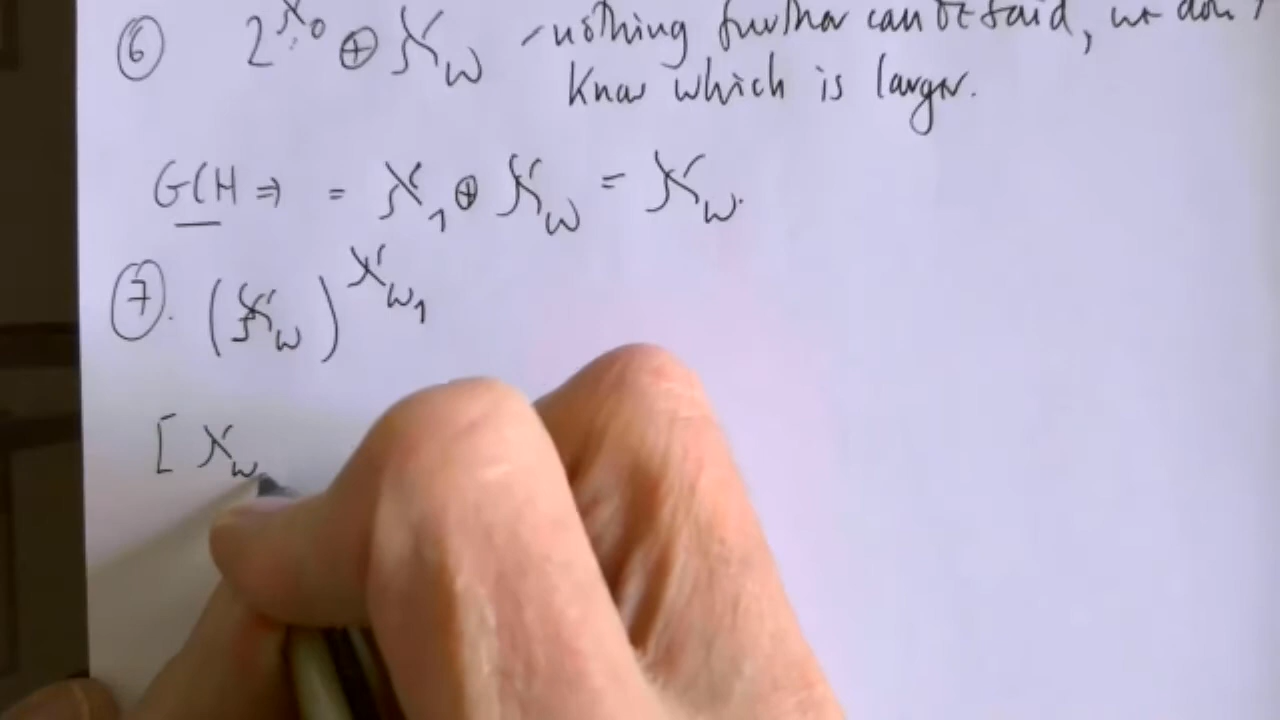 ⑥ 2^ℵ₀ ⊕ ℵ_ω - nothing further can be said, we don't
know which is larger.
GCH ⇒ = ℵ₁ ⊕ ℵ_ω = ℵ_ω.
⑦. (ℵ_ω)^ℵ_ω₁
[ ℵ_ω